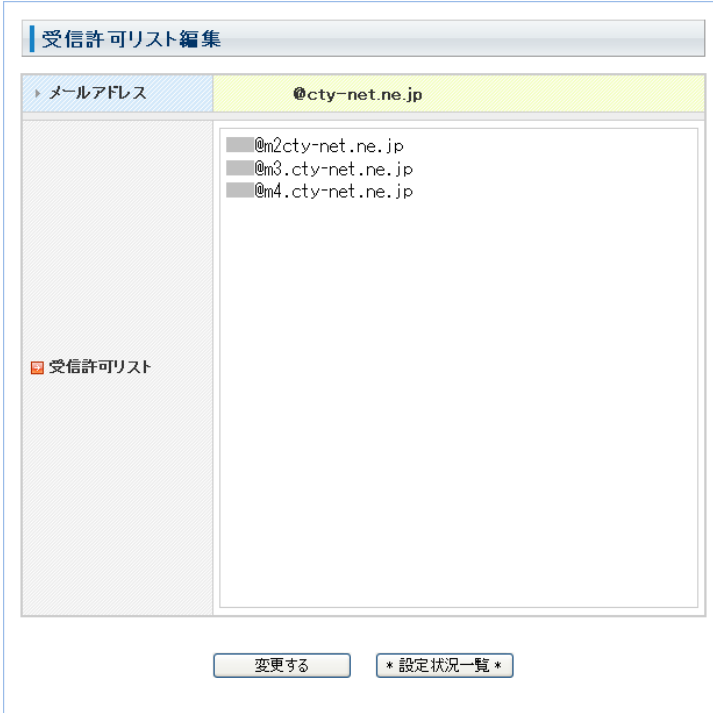 受信許可リスト編集
メールアドレス
@cty-net.ne.jp
@m2cty-net.ne.jp
@m3.cty-net.ne.jp
@m4.cty-net.ne.jp
受信許可リスト
変更する
* 設定状況一覧 *